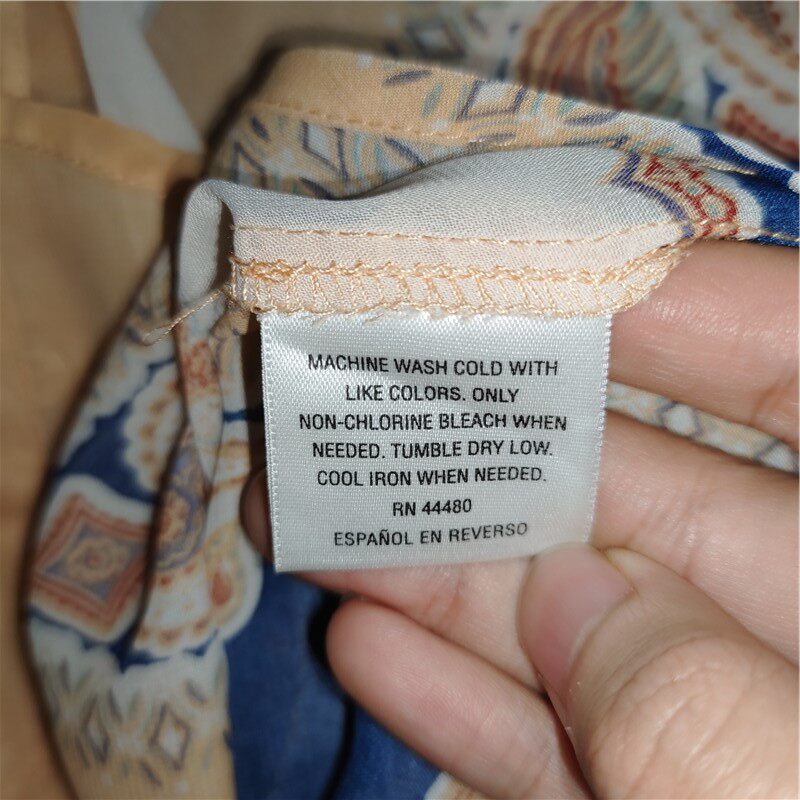 MACHINE WASH COLD WITH
LIKE COLORS. ONLY
NON-CHLORINE BLEACH WHEN
NEEDED. TUMBLE DRY LOW.
COOL IRON WHEN NEEDED.
RN 44480
ESPAÑOL EN REVERSO